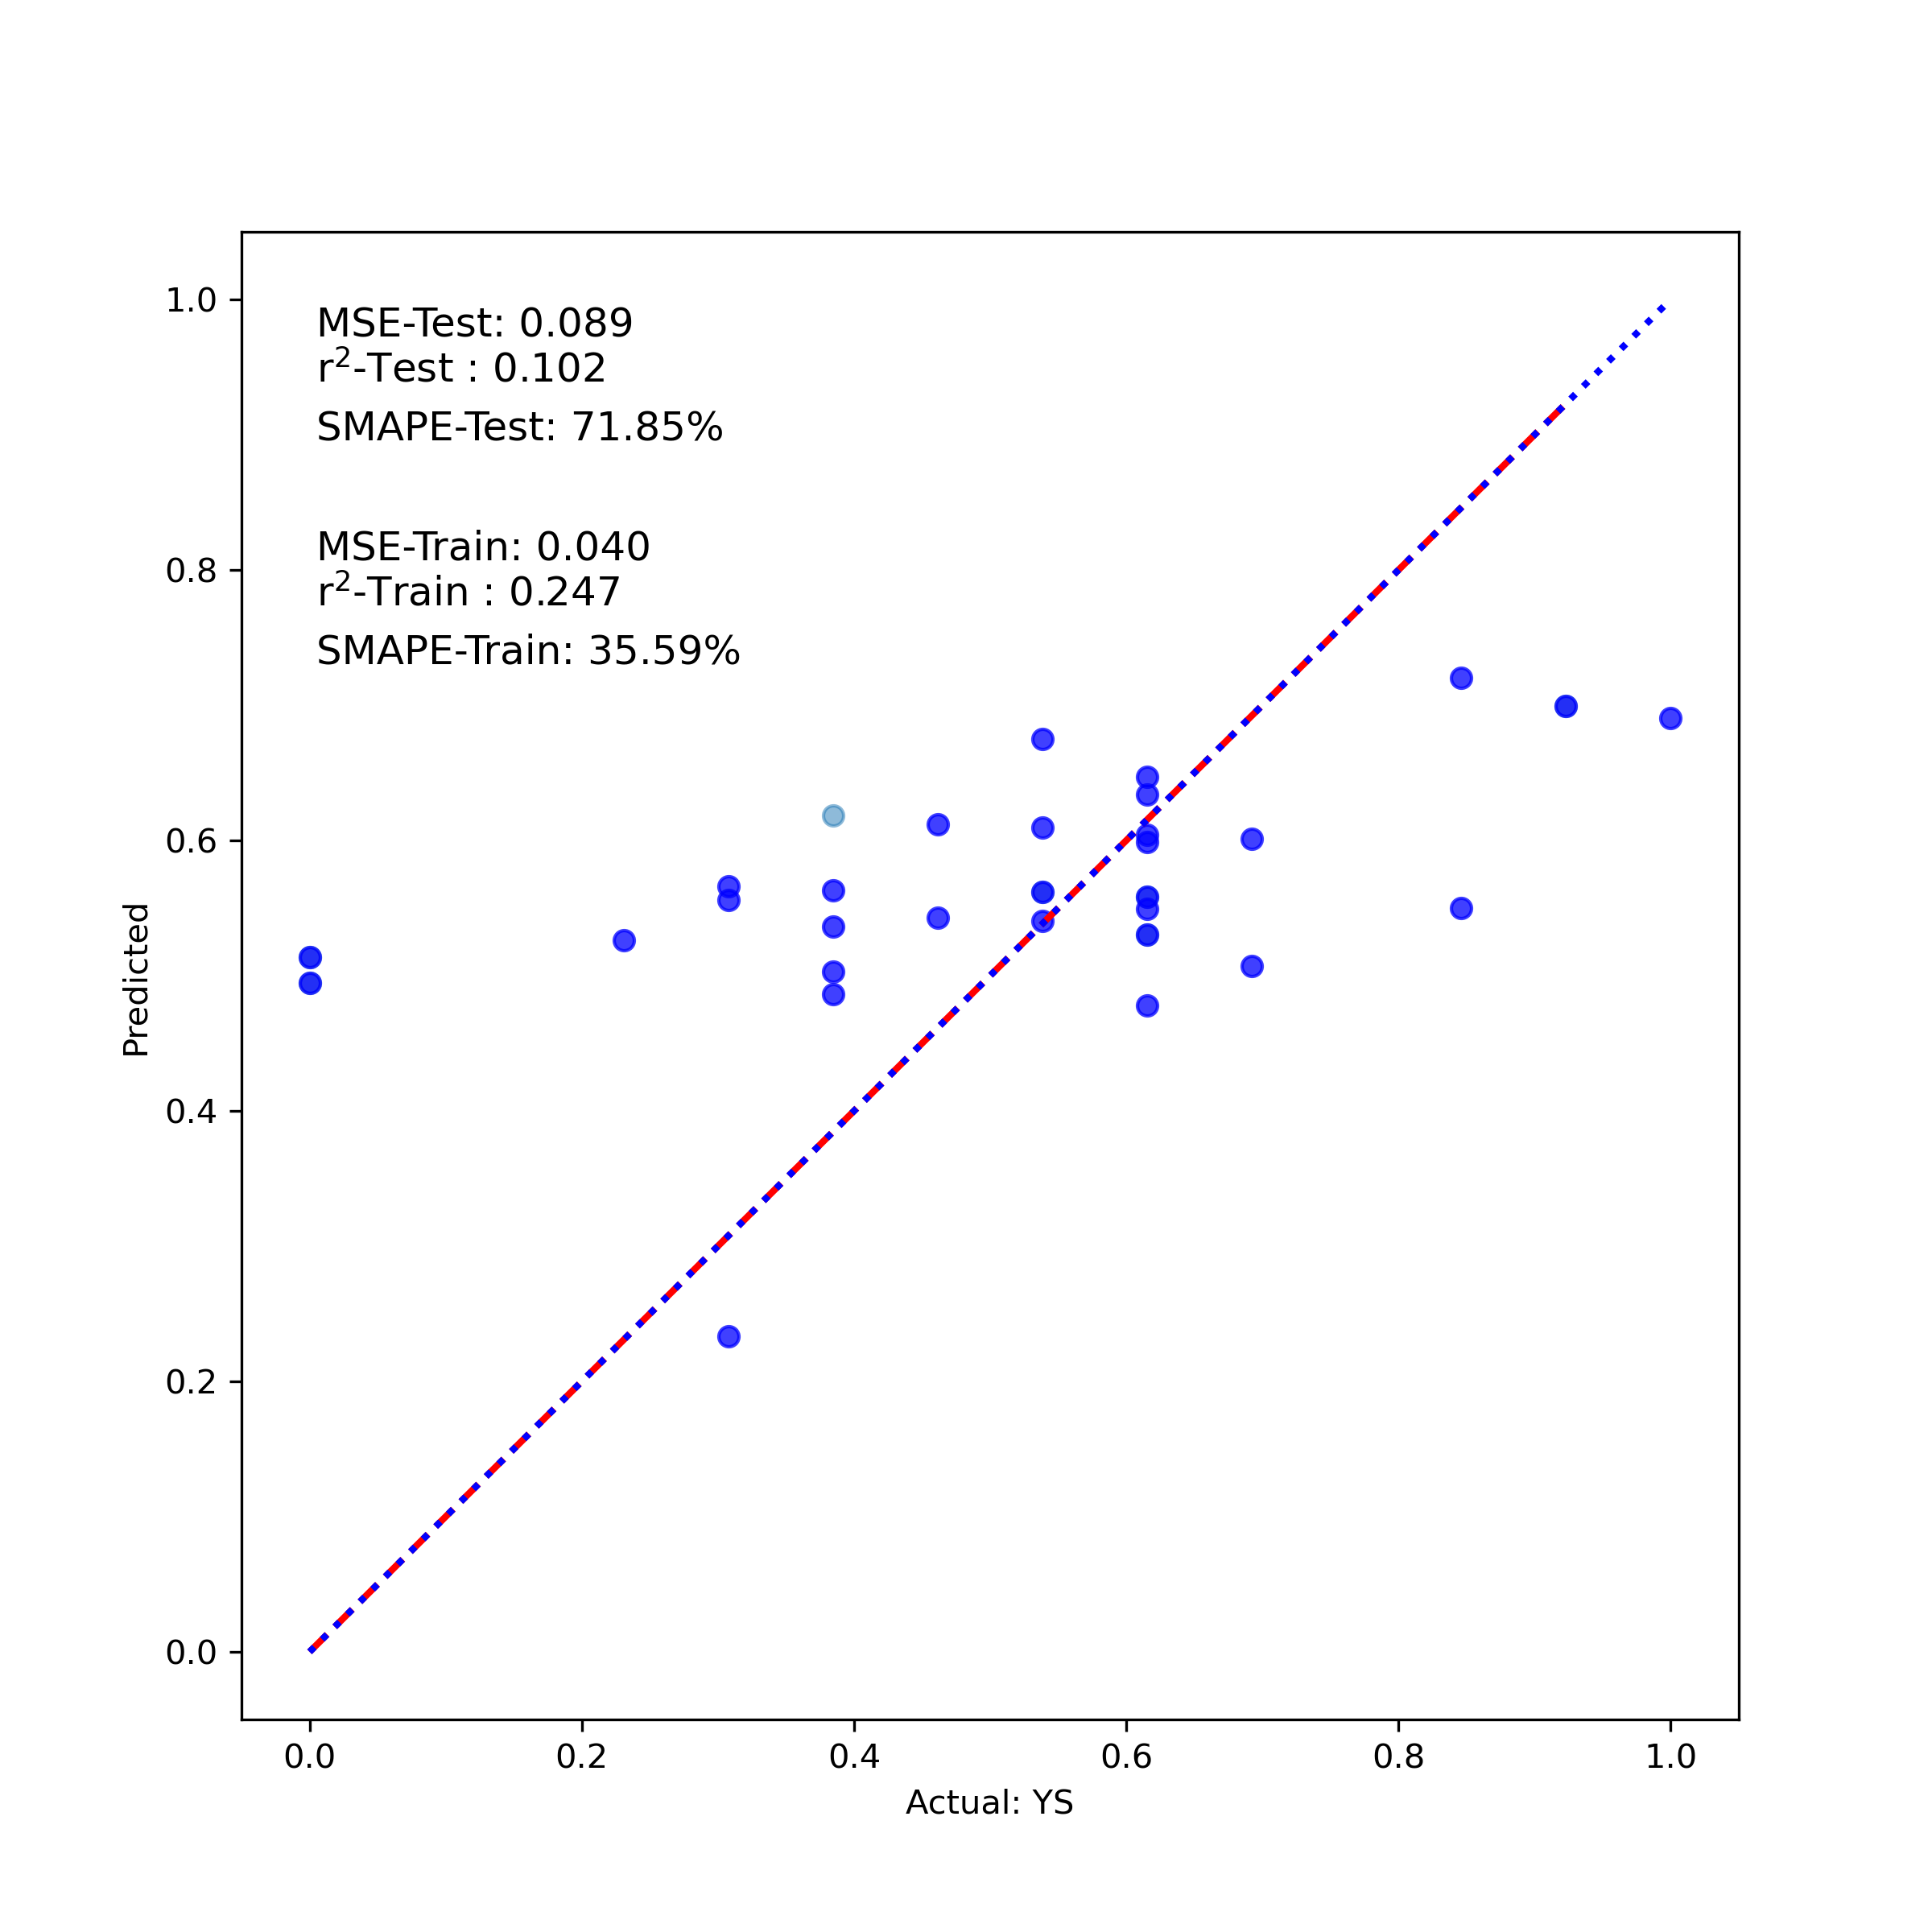 MSE-Test: 0.089
r²-Test : 0.102
SMAPE-Test: 71.85%
MSE-Train: 0.040
r²-Train : 0.247
SMAPE-Train: 35.59%
1.0
0.8
0.6
0.4
0.2
0.0
Predicted
0.0 0.2 0.4 0.6 0.8 1.0
Actual: YS